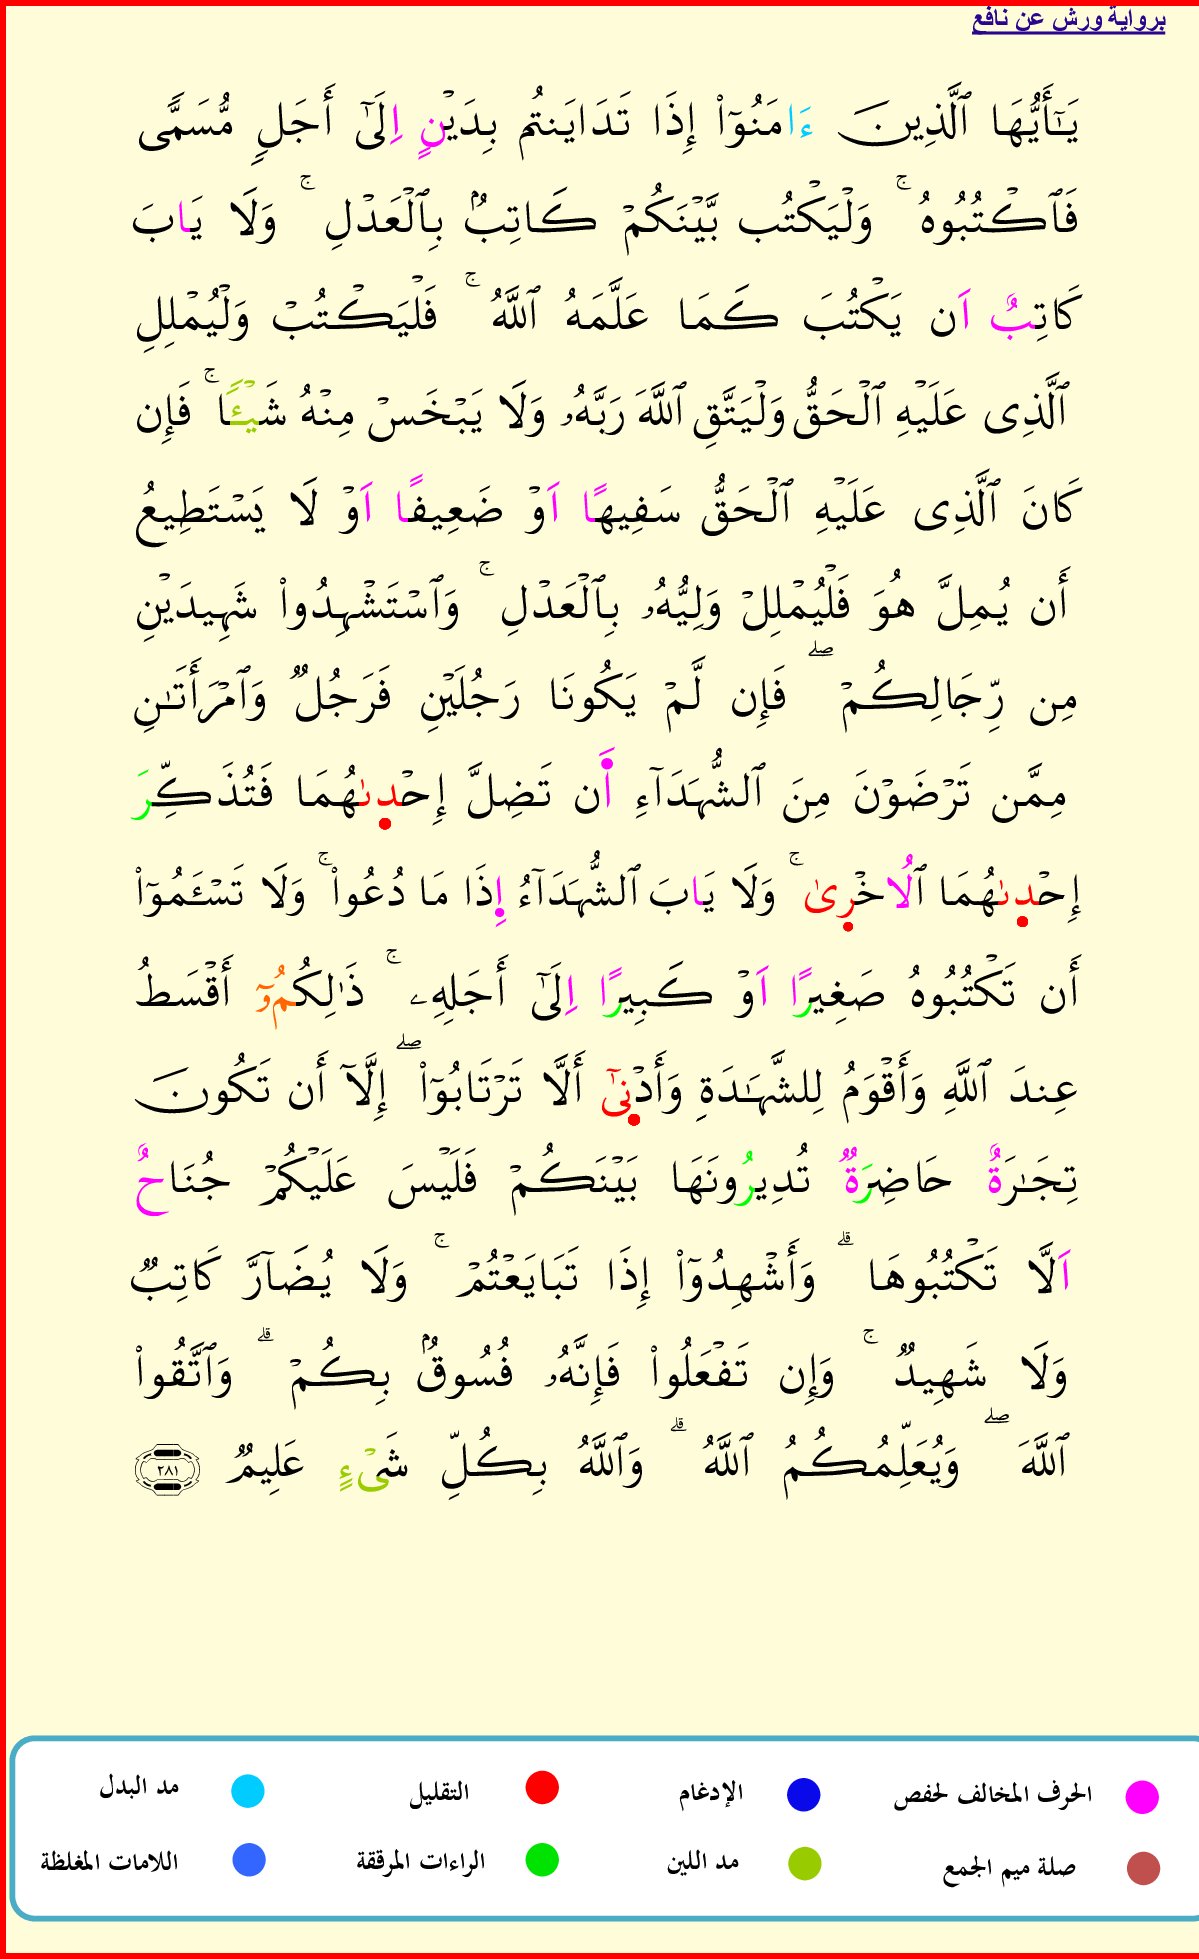 برواية ورش عن نافع
يَـٰٓأَيُّهَا ٱلَّذِينَ ءَامَنُوٓا۟ إِذَا تَدَايَنتُم بِدَيْنٍ اِلَىٰٓ أَجَلٍ مُّسَمًّى
فَٱكْتُبُوهُ ۚ وَلْيَكْتُب بَّيْنَكُمْ كَاتِبٌۢ بِٱلْعَدْلِ ۚ وَلَا يَابَ
كَاتِبٌ اَن يَكْتُبَ كَمَا عَلَّمَهُ ٱللَّهُ ۚ فَلْيَكْتُبْ وَلْيُمْلِلِ
ٱلَّذِى عَلَيْهِ ٱلْحَقُّ وَلْيَتَّقِ ٱللَّهَ رَبَّهُۥ وَلَا يَبْخَسْ مِنْهُ شَيْـًٔا ۚ فَإِن
كَانَ ٱلَّذِى عَلَيْهِ ٱلْحَقُّ سَفِيهًا اَوْ ضَعِيفًا اَوْ لَا يَسْتَطِيعُ
أَن يُمِلَّ هُوَ فَلْيُمْلِلْ وَلِيُّهُۥ بِٱلْعَدْلِ ۚ وَٱسْتَشْهِدُوا۟ شَهِيدَيْنِ
مِن رِّجَالِكُمْ ۖ فَإِن لَّمْ يَكُونَا رَجُلَيْنِ فَرَجُلٌ وَٱمْرَأَتَـٰنِ
مِمَّن تَرْضَوْنَ مِنَ ٱلشُّهَدَآءِ أَن تَضِلَّ إِحْدىٰهُمَا فَتُذَكِّرَ
إِحْدىٰهُمَا ٱلُاخْرىٰ ۚ وَلَا يَابَ ٱلشُّهَدَآءُ إِذَا مَا دُعُوا۟ ۚ وَلَا تَسْـَٔمُوٓا۟
أَن تَكْتُبُوهُ صَغِيرًا اَوْ كَبِيرًا اِلَىٰٓ أَجَلِهِۦ ۚ ذَٰلِكُمُۥٓ أَقْسَطُ
عِندَ ٱللَّهِ وَأَقْوَمُ لِلشَّهَـٰدَةِ وَأَدْنىٰٓ أَلَّا تَرْتَابُوٓا۟ ۖ إِلَّآ أَن تَكُونَ
تِجَـٰرَةٌ حَاضِرَةٌ تُدِيرُونَهَا بَيْنَكُمْ فَلَيْسَ عَلَيْكُمْ جُنَاحٌ
اَلَّا تَكْتُبُوهَا ۗ وَأَشْهِدُوٓا۟ إِذَا تَبَايَعْتُمْ ۚ وَلَا يُضَآرَّ كَاتِبٌ
وَلَا شَهِيدٌ ۚ وَإِن تَفْعَلُوا۟ فَإِنَّهُۥ فُسُوقٌۢ بِكُمْ ۗ وَٱتَّقُوا۟
ٱللَّهَ ۖ وَيُعَلِّمُكُمُ ٱللَّهُ ۗ وَٱللَّهُ بِكُلِّ شَىْءٍ عَلِيمٌ ٢٨١
الحرف المخالف لحفص الإدغام التقليل مد البدل
صلة ميم الجمع مد اللين الراءات المرققة اللامات المغلظة